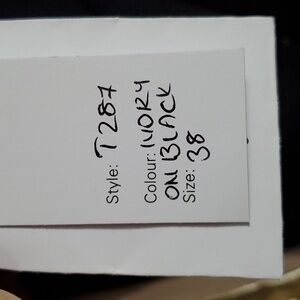 Style: T287
Colour: IVORY
ON BLACK
Size: 38